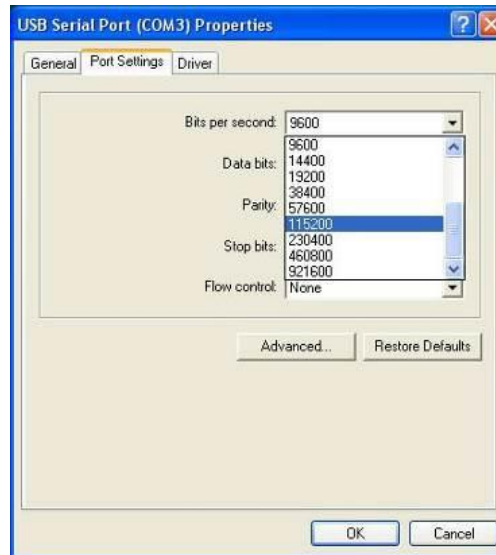 USB Serial Port (COM3) Properties
General Port Settings Driver
Bits per second: 9600
9600
Data bits: 14400
19200
38400
Parity: 57600
115200
Stop bits: 230400
460800
921600
Flow control: None
Advanced... Restore Defaults
OK Cancel